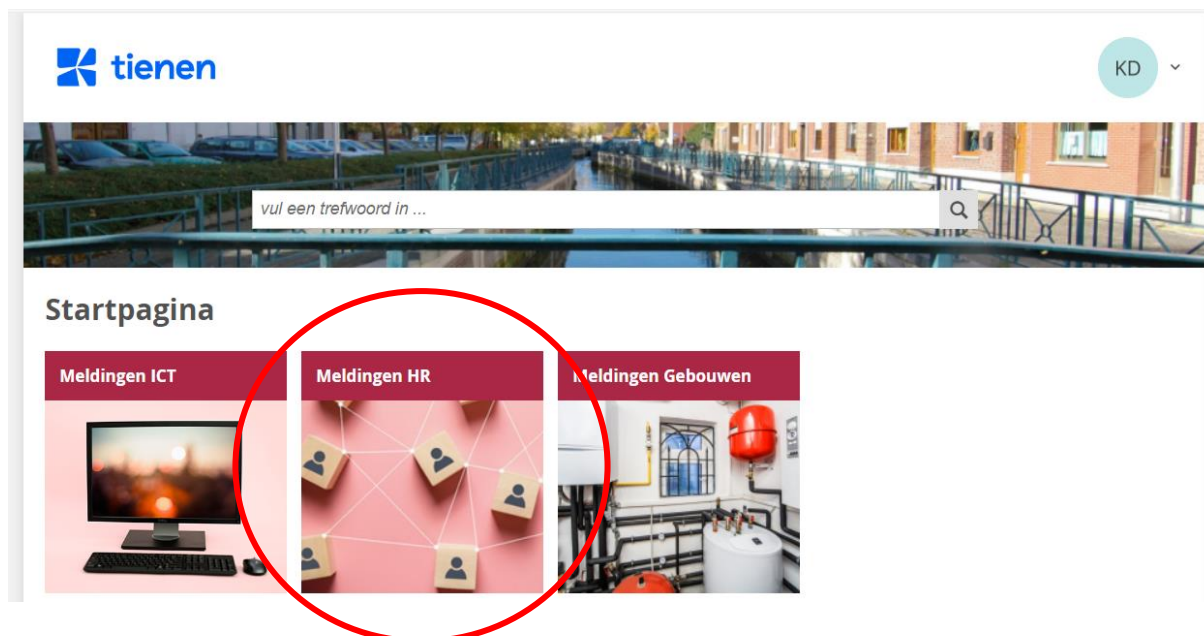 tienen
KD
vul een trefwoord in ...
Startpagina
Meldingen ICT
Meldingen HR
Meldingen Gebouwen